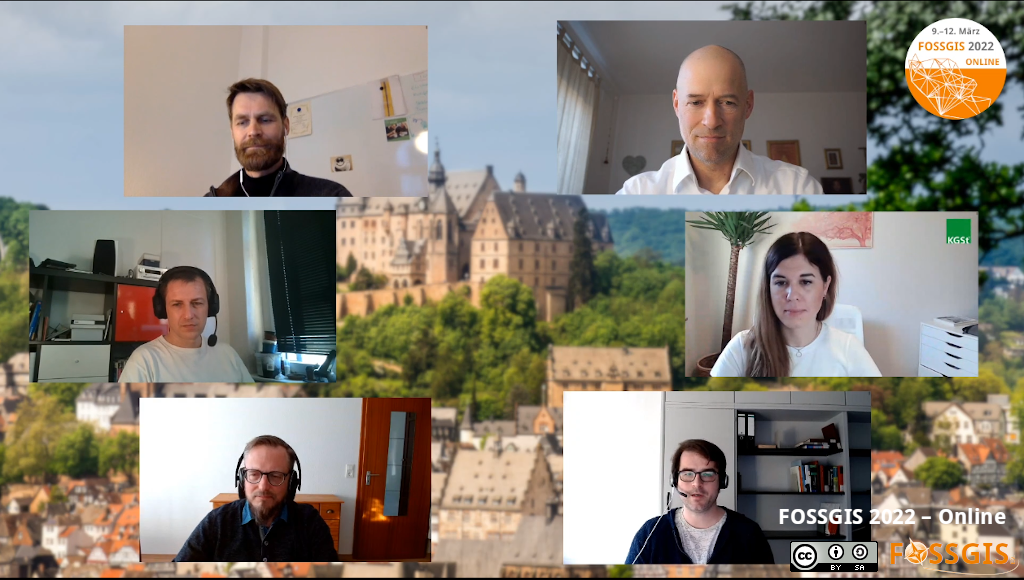 9.–12. März
FOSSGIS 2022
ONLINE
KGSt
FOSSGIS 2022 – Online
cc
BY SA
FOSSGIS